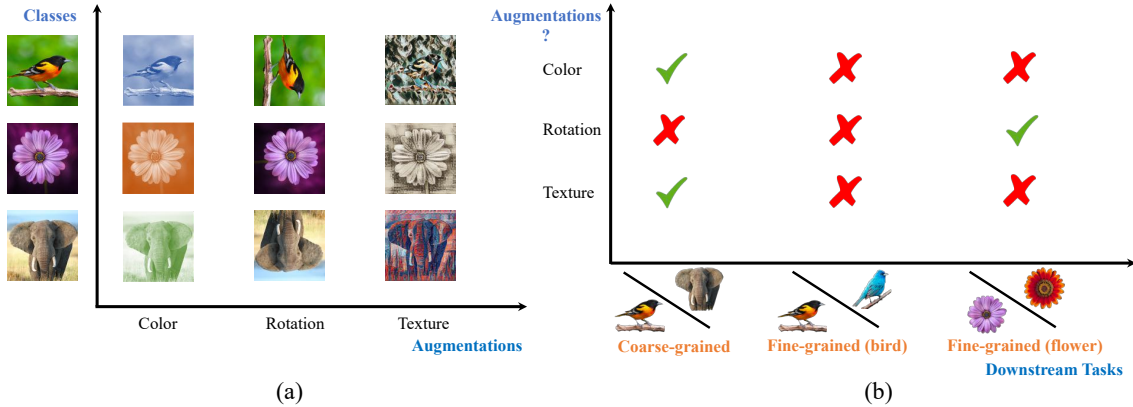 Classes
Color
Rotation
Texture
Augmentations
(a)
Augmentations
?
Color
Rotation
Texture
Coarse-grained
Fine-grained (bird)
Fine-grained (flower)
Downstream Tasks
(b)